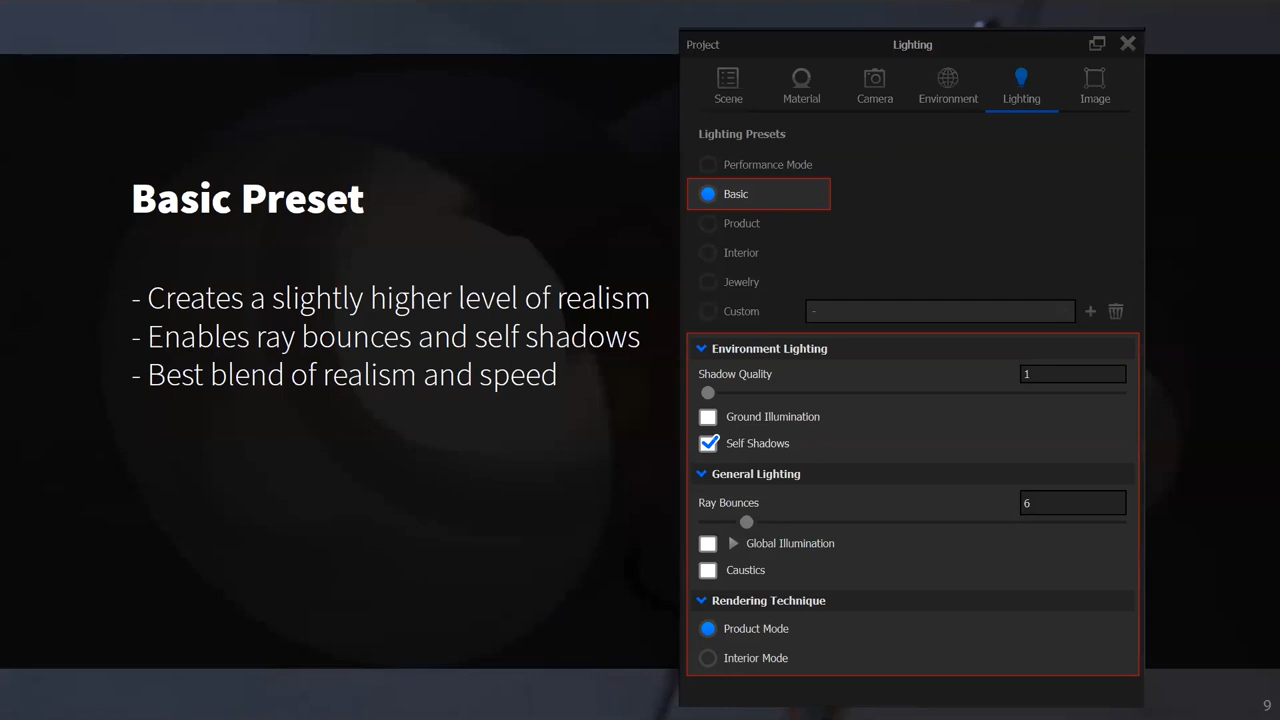 Basic Preset
- Creates a slightly higher level of realism
- Enables ray bounces and self shadows
- Best blend of realism and speed
Project
Lighting
Scene
Material
Camera
Environment
Lighting
Image
Lighting Presets
Performance Mode
Basic
Product
Interior
Jewelry
Custom
-
Environment Lighting
Shadow Quality
1
Ground Illumination
Self Shadows
General Lighting
Ray Bounces
6
Global Illumination
Caustics
Rendering Technique
Product Mode
Interior Mode
9